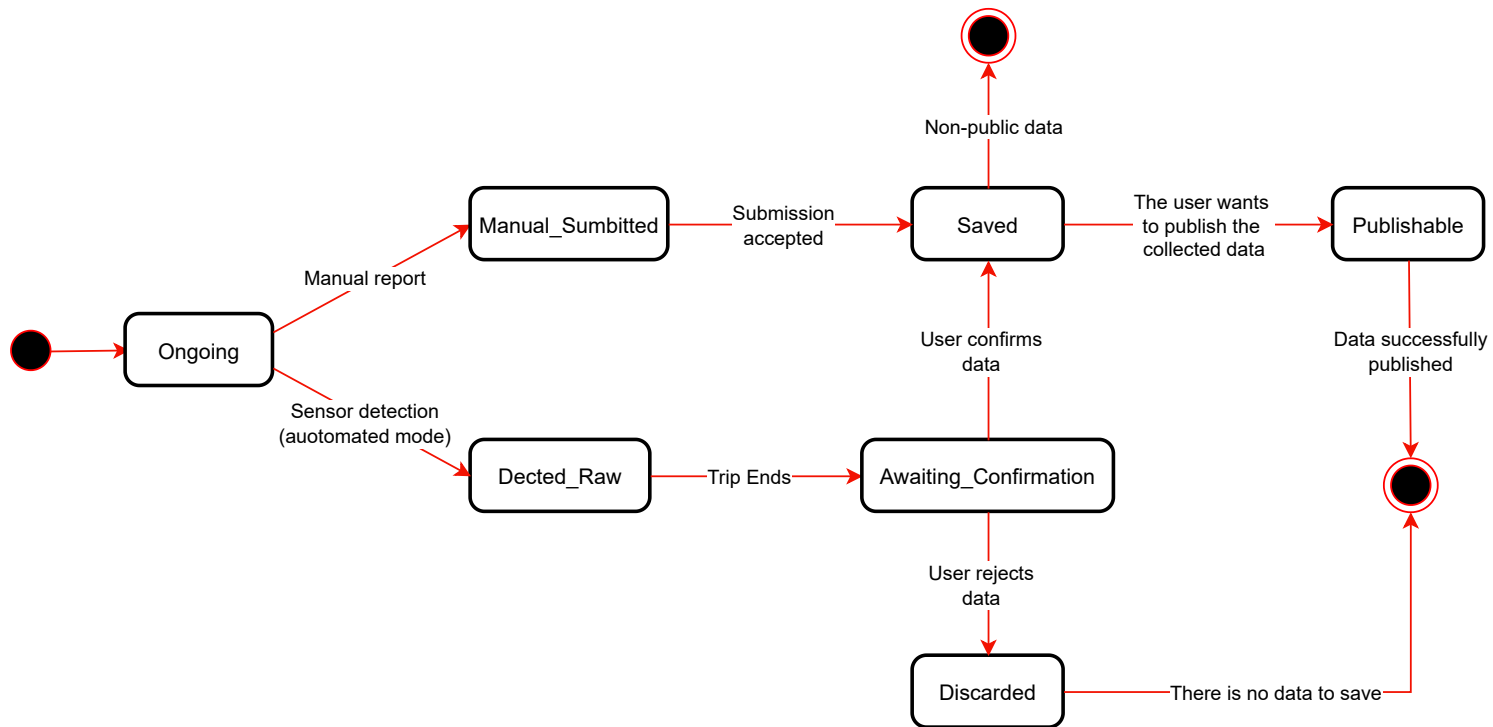 Non-public data
Manual_Sumbitted
Submission
accepted
Saved
The user wants
to publish the
collected data
Publishable
Manual report
Ongoing
User confirms
data
Data successfully
published
Sensor detection
(auotomated mode)
Dected_Raw
Trip Ends
Awaiting_Confirmation
User rejects
data
Discarded
There is no data to save